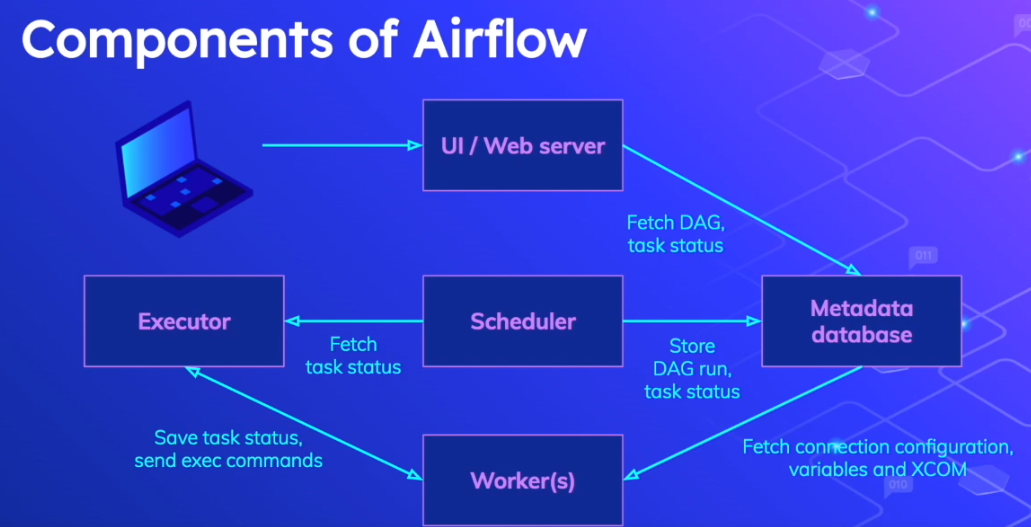 Components of Airflow
UI / Web server
Fetch DAG,
task status
011
Executor
Scheduler
Metadata
database
Fetch
task status
Store
DAG run,
task status
Save task status,
send exec commands
Worker(s)
Fetch connection configuration,
variables and XCOM
010